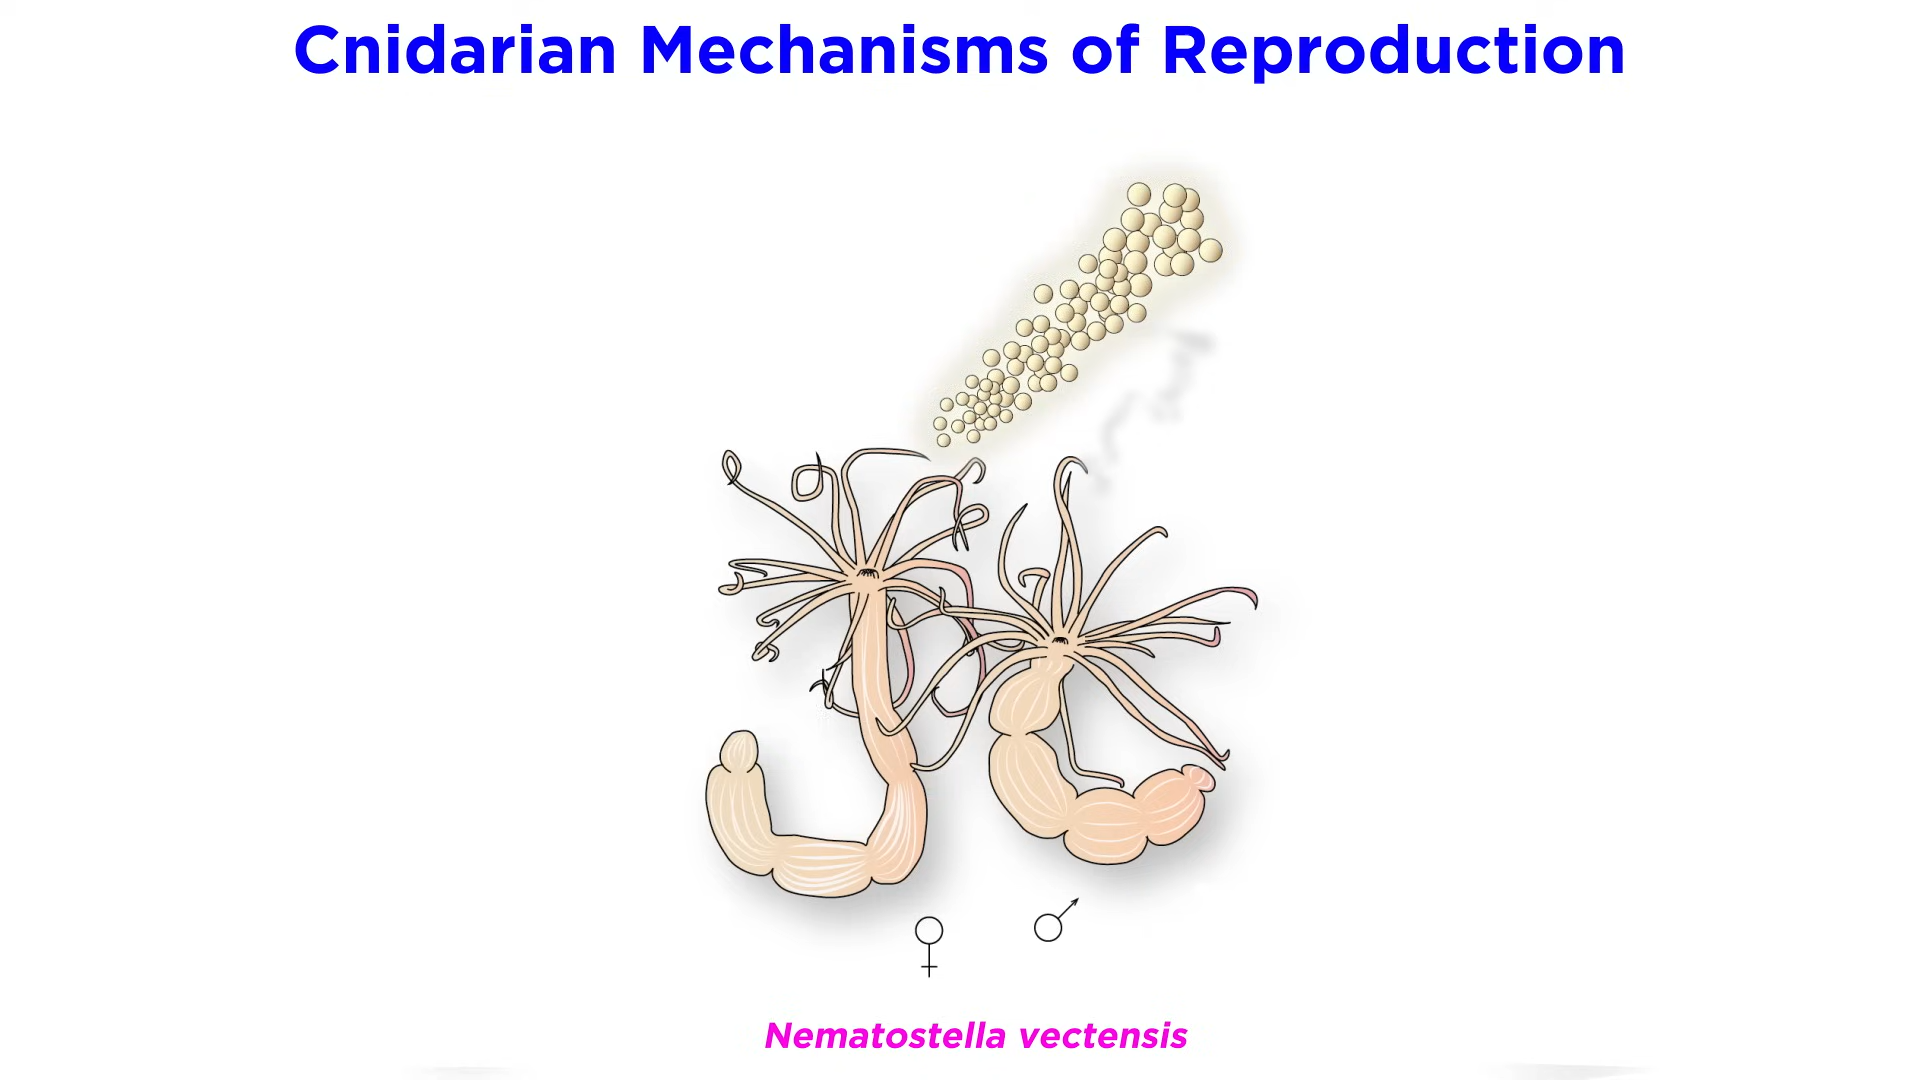 Cnidarian Mechanisms of Reproduction
♀ ♂
Nematostella vectensis